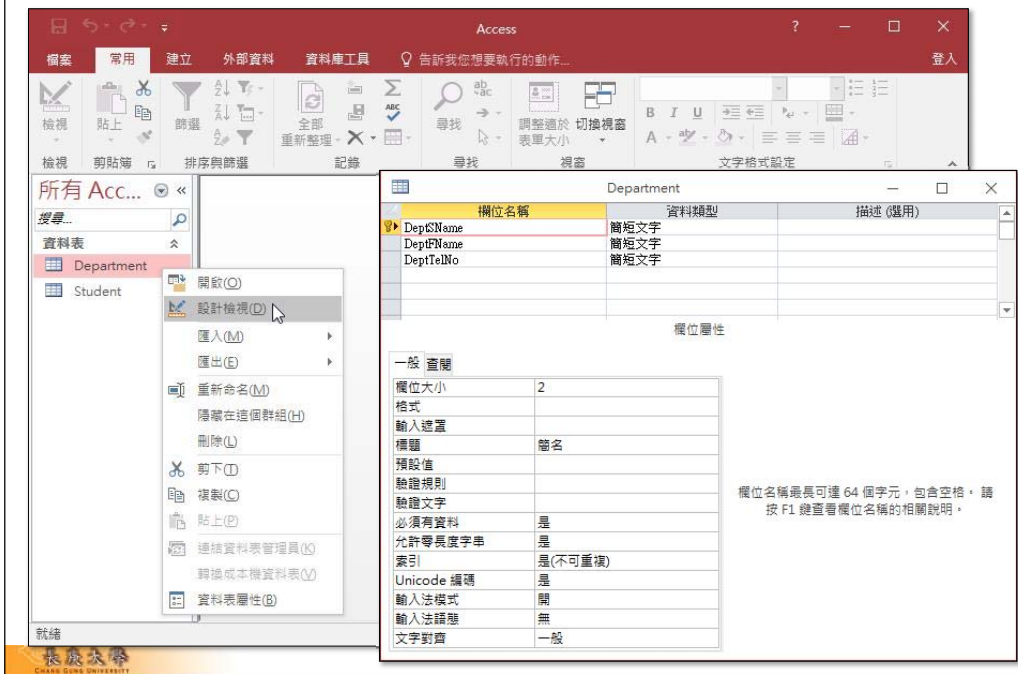 Access
檔案 常用 建立 外部資料 資料庫工具 告訴我您想要執行的動作... 登入
檢視 貼上 篩選 全部重新整理 尋找 調整適於表單大小 切換視窗
B I U
檢視 剪貼簿 排序與篩選 記錄 尋找 視窗 文字格式設定
所有 Acc...
搜尋...
資料表
Department
Student
開啟(O)
設計檢視(D)
匯入(M)
匯出(E)
重新命名(M)
隱藏在這個群組(H)
刪除(L)
剪下(T)
複製(C)
貼上(P)
連結資料表管理員(K)
轉換成本機資料表(V)
資料表屬性(B)
就緒
Department
欄位名稱 資料類型 描述 (選用)
DeptSName 簡短文字
DeptFName 簡短文字
DeptTelNo 簡短文字
欄位屬性
一般 查閱
欄位大小 2
格式
輸入遮罩
標題 簡名
預設值
驗證規則
驗證文字
必須有資料 是
允許零長度字串 是
索引 是(不可重複)
Unicode 編碼 是
輸入法模式 開
輸入法語態 無
文字對齊 一般
欄位名稱最長可達 64 個字元，包含空格。請
按 F1 鍵查看欄位名稱的相關說明。
長庚大學
CHANG GUNG UNIVERSITY